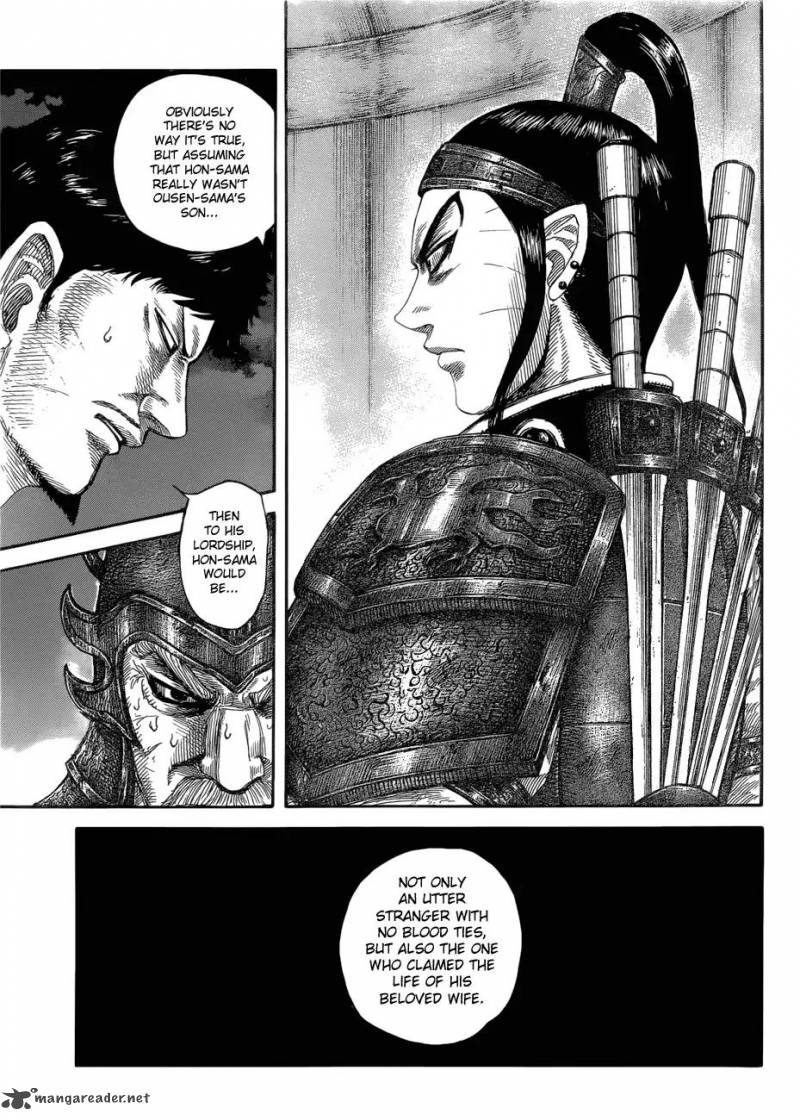 OBVIOUSLY
THERE'S NO
WAY IT'S TRUE,
BUT ASSUMING
THAT HON-SAMA
REALLY WASN'T
OUSEN-SAMA'S
SON...
THEN
TO HIS
LORDSHIP,
HON-SAMA
WOULD
BE...
NOT ONLY
AN UTTER
STRANGER WITH
NO BLOOD TIES,
BUT ALSO THE ONE
WHO CLAIMED THE
LIFE OF HIS
BELOVED WIFE.
mangareader.net